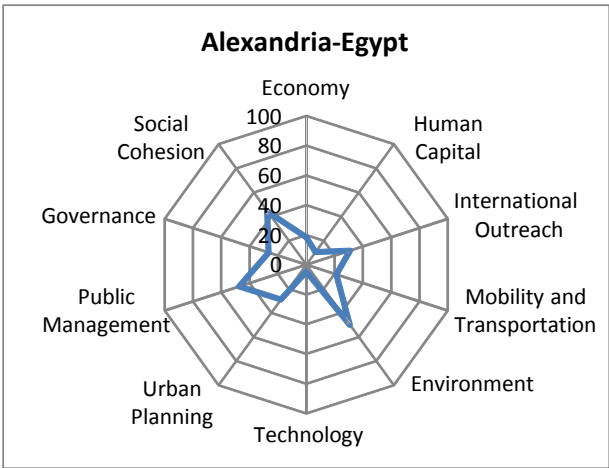 Alexandria-Egypt
Economy
Human
Capital
International
Outreach
Mobility and
Transportation
Environment
Technology
Urban
Planning
Public
Management
Governance
Social
Cohesion
100
80
60
40
20
0